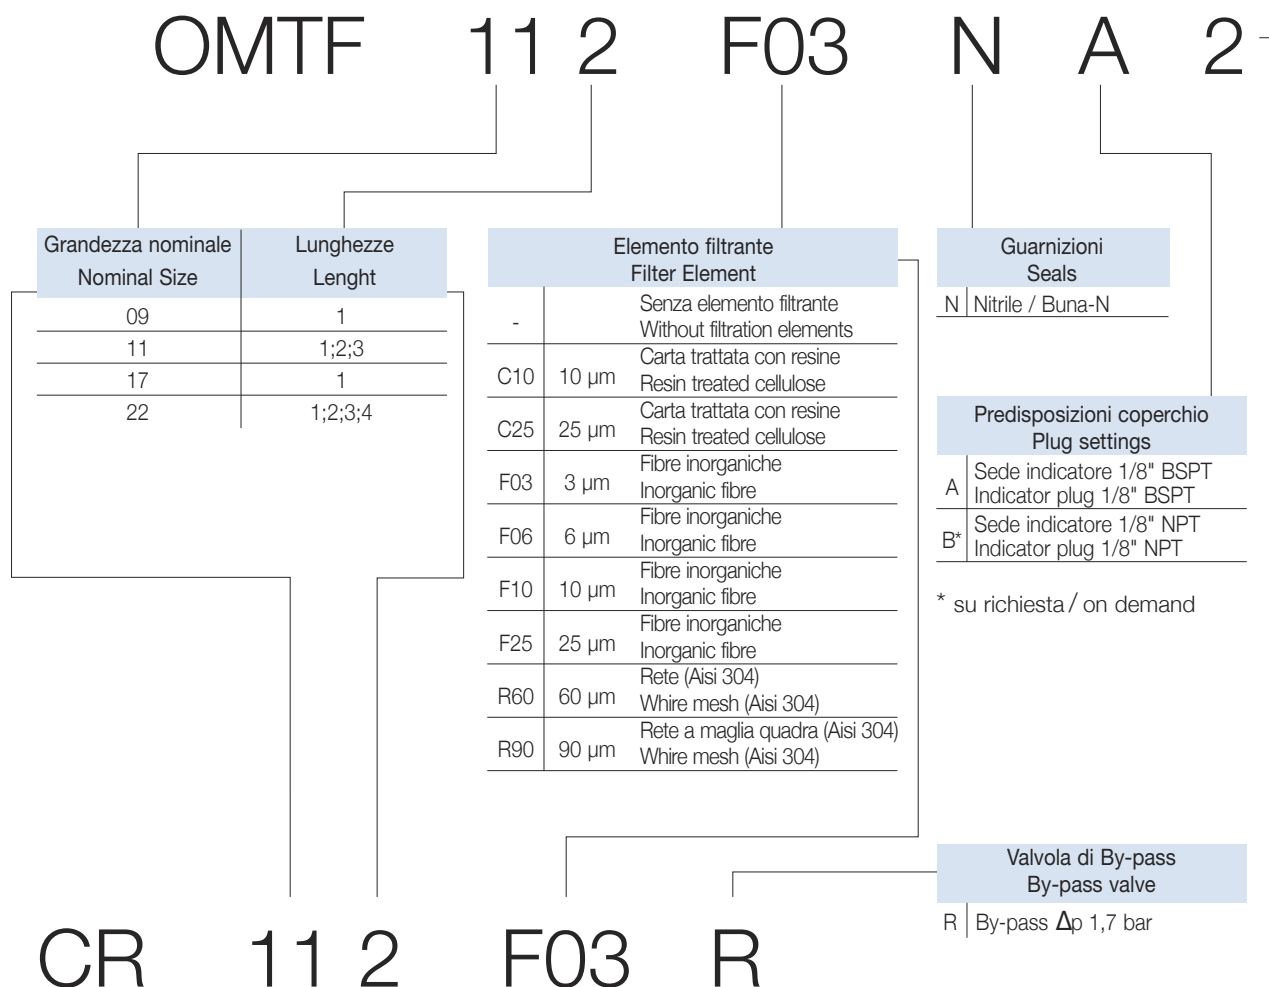 OMTF 11 2 F03 N A 2 -
Grandezza nominale
Nominal Size
Lunghezze
Lenght
09 1
11 1;2;3
17 1
22 1;2;3;4
Elemento filtrante
Filter Element
- Senza elemento filtrante
Without filtration elements
C10 10 µm Carta trattata con resine
Resin treated cellulose
C25 25 µm Carta trattata con resine
Resin treated cellulose
F03 3 µm Fibre inorganiche
Inorganic fibre
F06 6 µm Fibre inorganiche
Inorganic fibre
F10 10 µm Fibre inorganiche
Inorganic fibre
F25 25 µm Fibre inorganiche
Inorganic fibre
R60 60 µm Rete (Aisi 304)
Whire mesh (Aisi 304)
R90 90 µm Rete a maglia quadra (Aisi 304)
Whire mesh (Aisi 304)
Guarnizioni
Seals
N Nitrile / Buna-N
Predisposizioni coperchio
Plug settings
A Sede indicatore 1/8" BSPT
Indicator plug 1/8" BSPT
B* Sede indicatore 1/8" NPT
Indicator plug 1/8" NPT
* su richiesta / on demand
Valvola di By-pass
By-pass valve
R By-pass Δp 1,7 bar
CR 11 2 F03 R